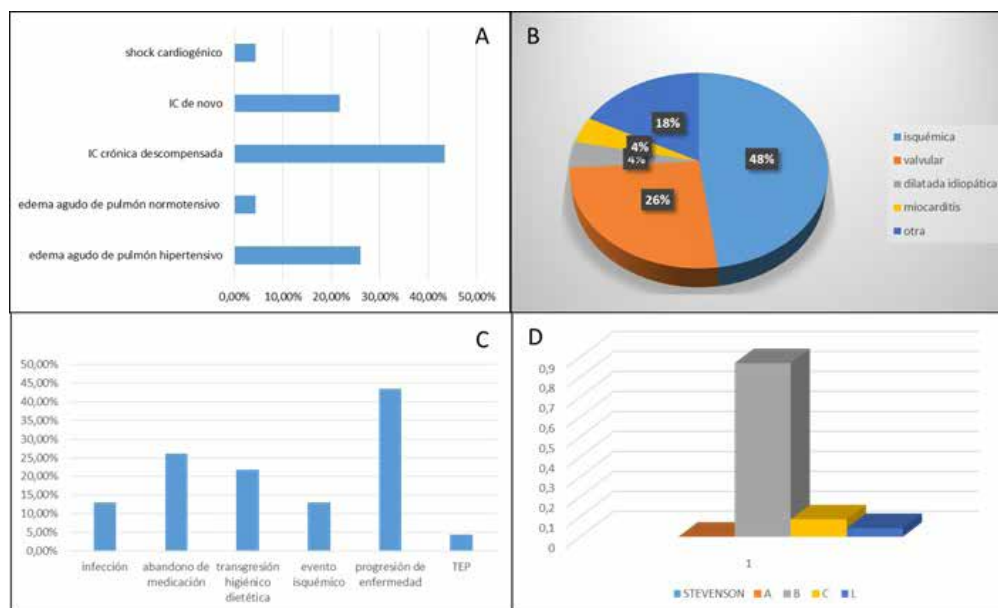 A
shock cardiogénico
IC de novo
IC crónica descompensada
edema agudo de pulmón normotensivo
edema agudo de pulmón hipertensivo
0,00% 10,00% 20,00% 30,00% 40,00% 50,00%
B
18%
4%
4%
48%
26%
isquémica
valvular
dilatada idiopática
miocarditis
otra
C
50,00%
45,00%
40,00%
35,00%
30,00%
25,00%
20,00%
15,00%
10,00%
5,00%
0,00%
infección abandono de transgresión evento progresión de TEP
medicación higiénico isquémico enfermedad
dietética
D
0,9
0,8
0,7
0,6
0,5
0,4
0,3
0,2
0,1
0
1
STEVENSON A B C L